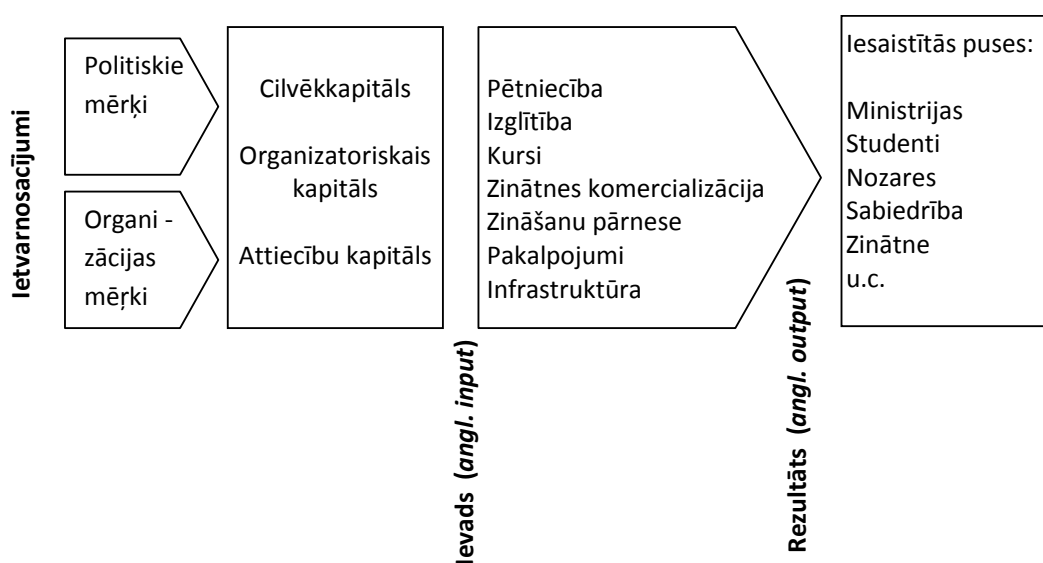 Ietvarnosacījumi
Politiskie
mērķi
Organi -
zācijas
mērķi
Cilvēkkapitāls
Organizatoriskais
kapitāls
Attiecību kapitāls
Ievads (angl. input)
Pētniecība
Izglītība
Kursi
Zinātnes komercializācija
Zināšanu pārnese
Pakalpojumi
Infrastruktūra
Rezultāts (angl. output)
Iesaistītās puses:
Ministrijas
Studenti
Nozares
Sabiedrība
Zinātne
u.c.